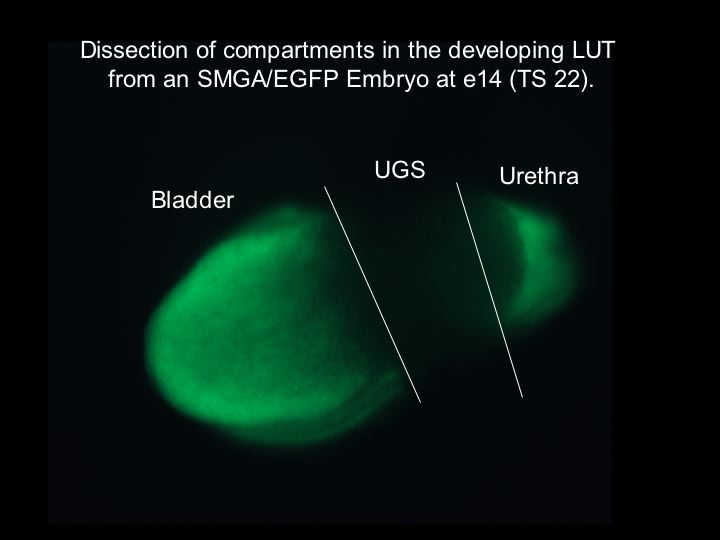 Dissection of compartments in the developing LUT
from an SMGA/EGFP Embryo at e14 (TS 22).
UGS
Urethra
Bladder